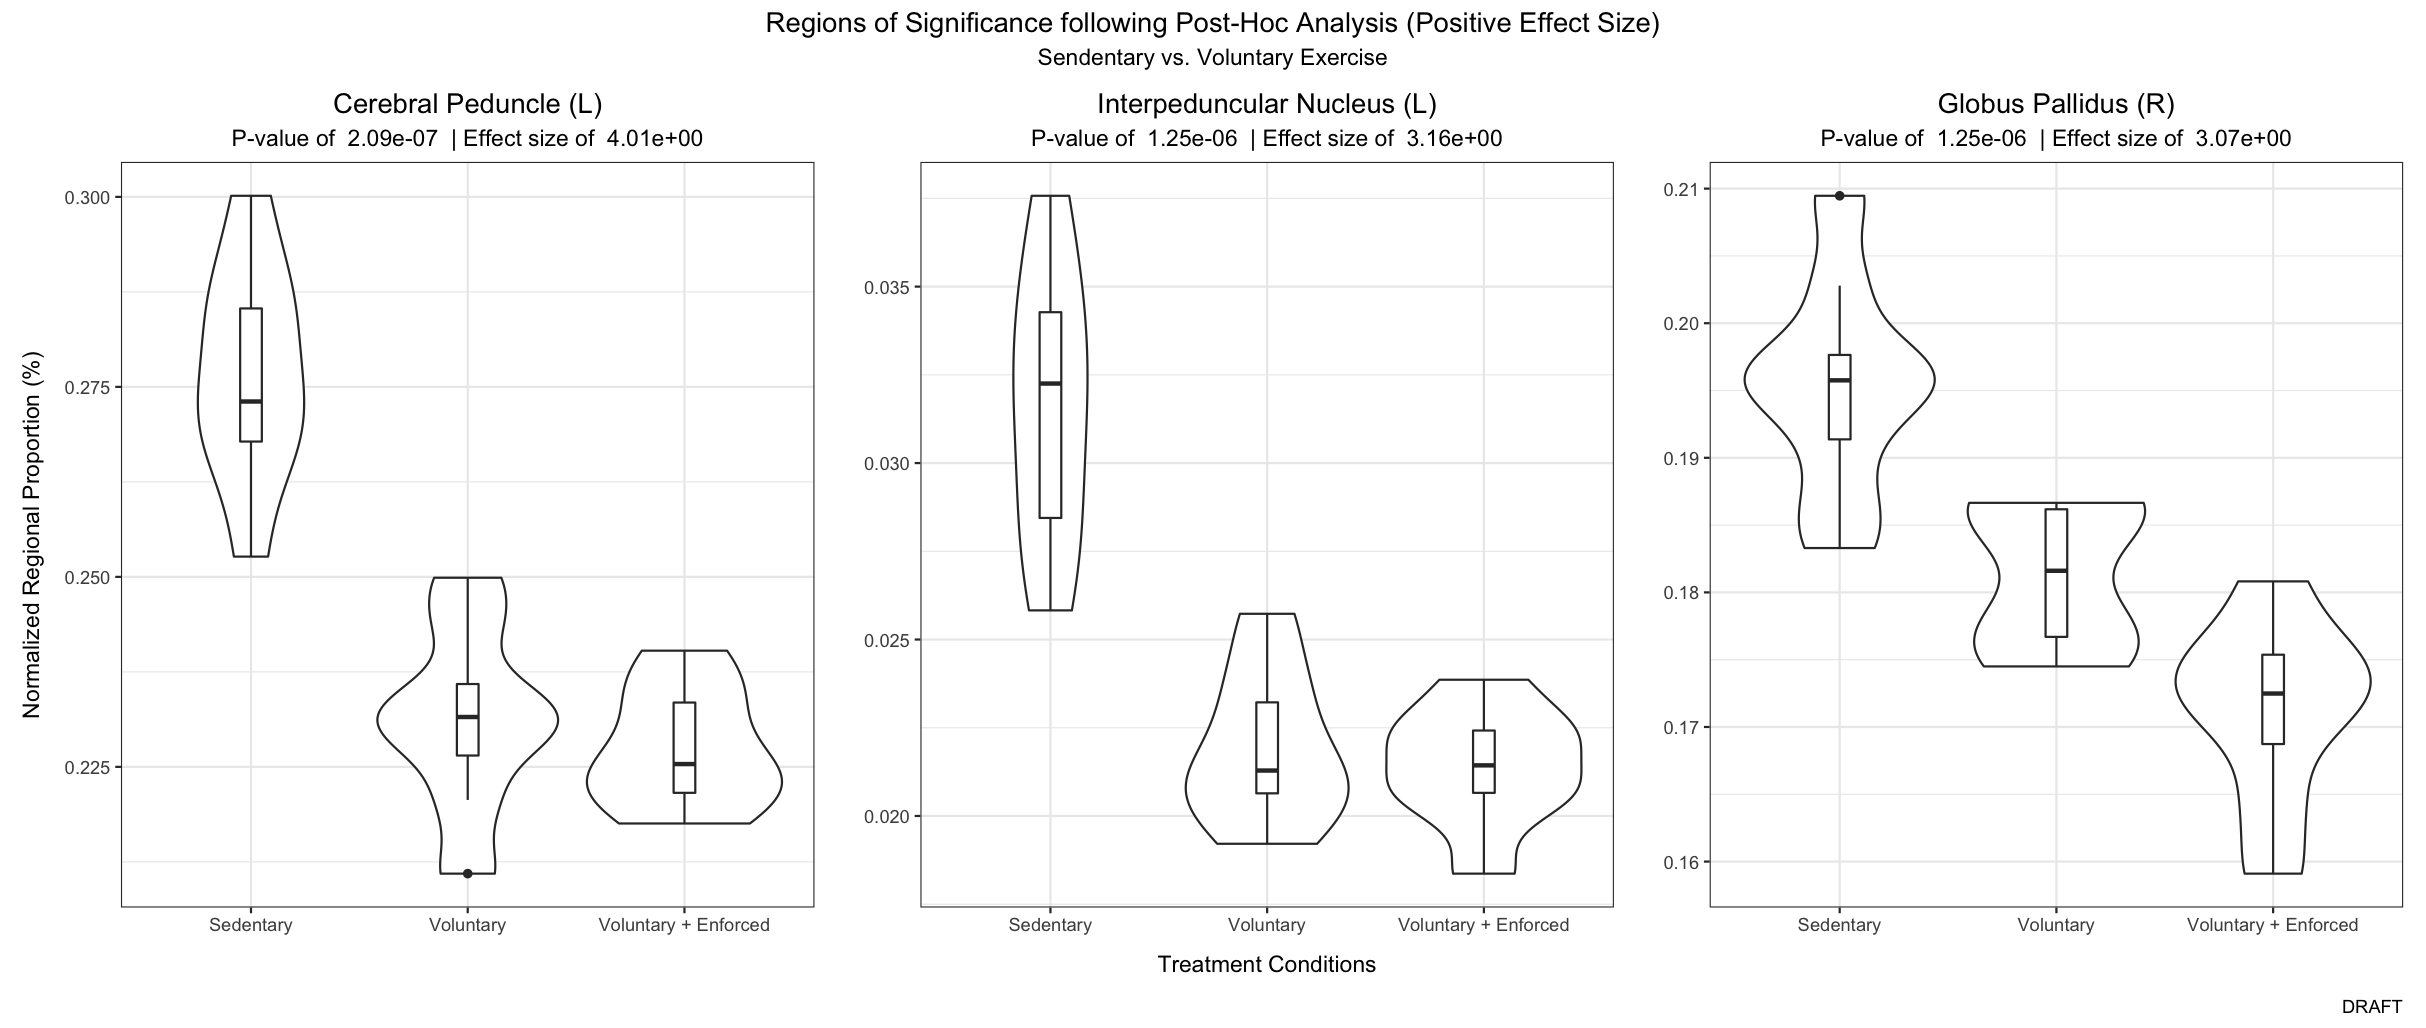 Regions of Significance following Post-Hoc Analysis (Positive Effect Size)
Sendentary vs. Voluntary Exercise
Cerebral Peduncle (L)
P-value of 2.09e-07 | Effect size of 4.01e+00
Normalized Regional Proportion (%)
0.300
0.275
0.250
0.225
Sedentary
Voluntary
Voluntary + Enforced
Interpeduncular Nucleus (L)
P-value of 1.25e-06 | Effect size of 3.16e+00
0.035
0.030
0.025
0.020
Sedentary
Voluntary
Voluntary + Enforced
Globus Pallidus (R)
P-value of 1.25e-06 | Effect size of 3.07e+00
0.21
0.20
0.19
0.18
0.17
0.16
Sedentary
Voluntary
Voluntary + Enforced
Treatment Conditions
DRAFT